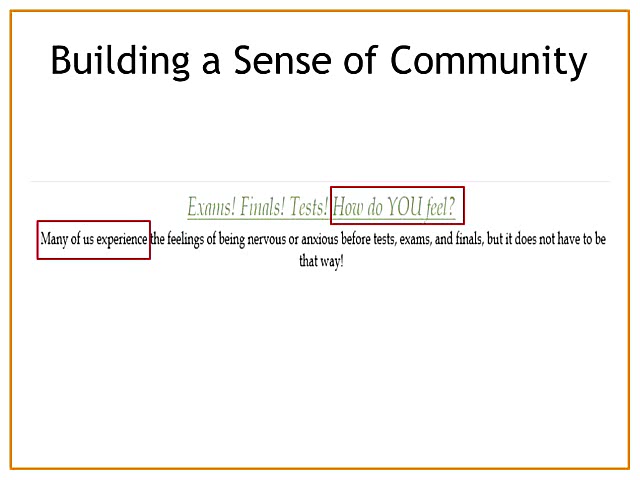 Building a Sense of Community
Exams! Finals! Tests! How do YOU feel?
Many of us experience the feelings of being nervous or anxious before tests, exams, and finals, but it does not have to be
that way!